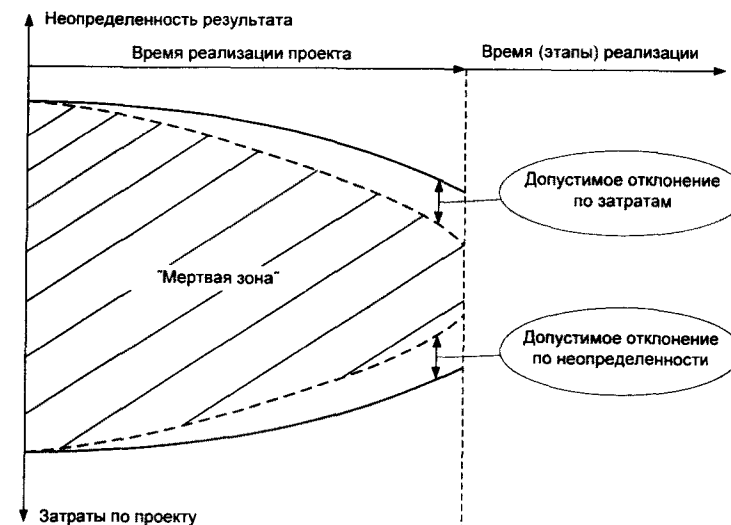 Неопределенность результата
Время реализации проекта
Время (этапы) реализации
Допустимое отклонение
по затратам
"Мертвая зона"
Допустимое отклонение
по неопределенности
Затраты по проекту